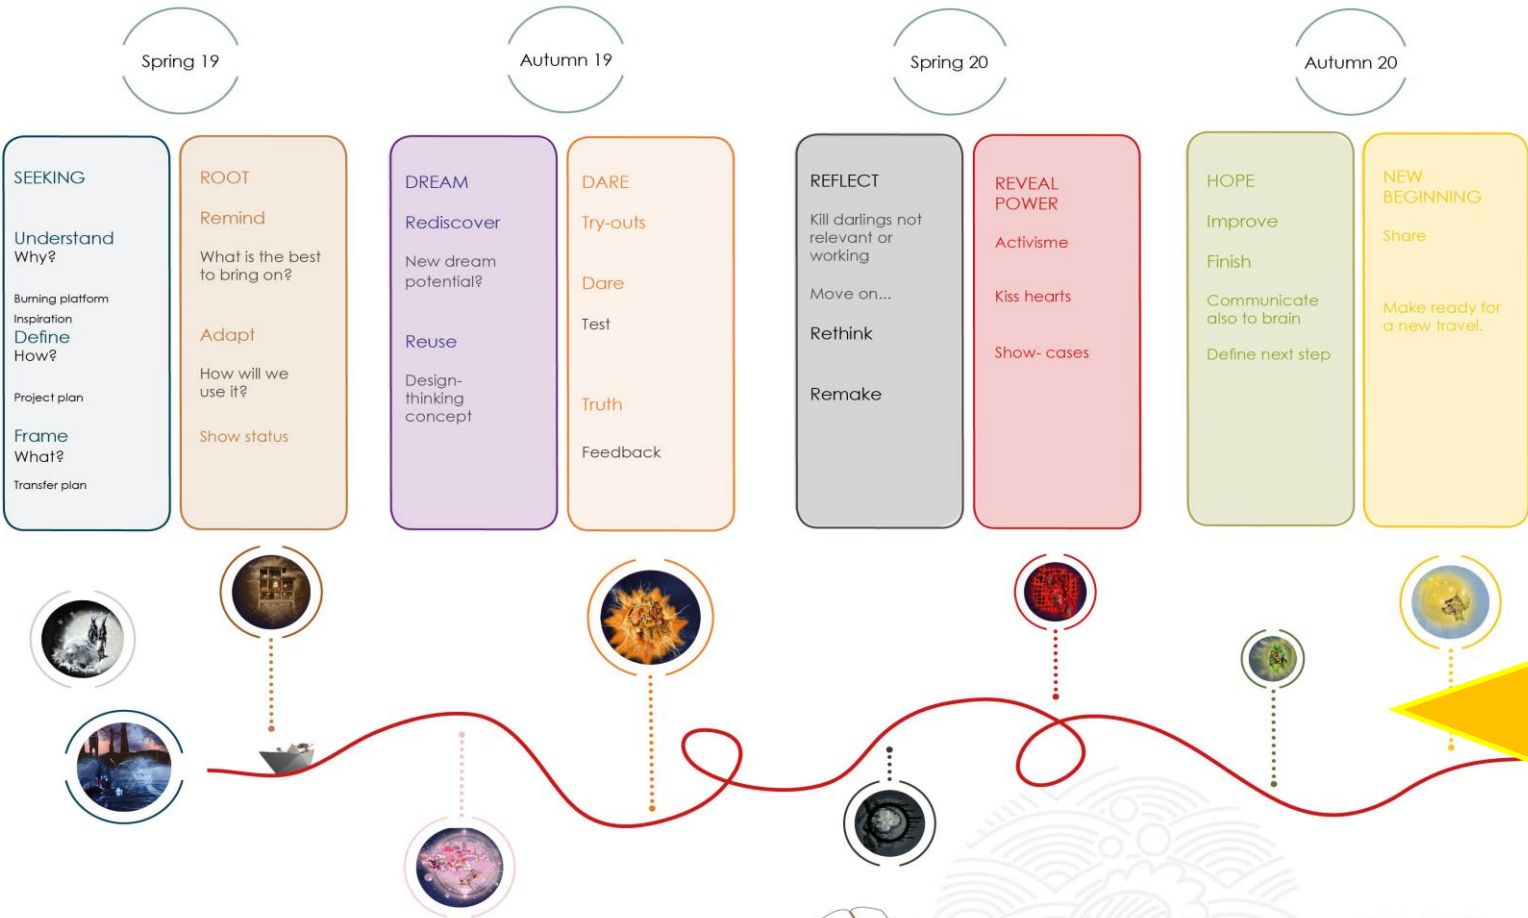 Spring 19
Autumn 19
Spring 20
Autumn 20
SEEKING
Understand
Why?
Burning platform
Inspiration
Define
How?
Project plan
Frame
What?
Transfer plan
ROOT
Remind
What is the best
to bring on?
Adapt
How will we
use it?
Show status
DREAM
Rediscover
New dream
potential?
Reuse
Design-
thinking
concept
DARE
Try-outs
Dare
Test
Truth
Feedback
REFLECT
Kill darlings not
relevant or
working
Move on...
Rethink
Remake
REVEAL
POWER
Activisme
Kiss hearts
Show- cases
HOPE
Improve
Finish
Communicate
also to brain
Define next step
NEW
BEGINNING
Share
Make ready for
a new travel.